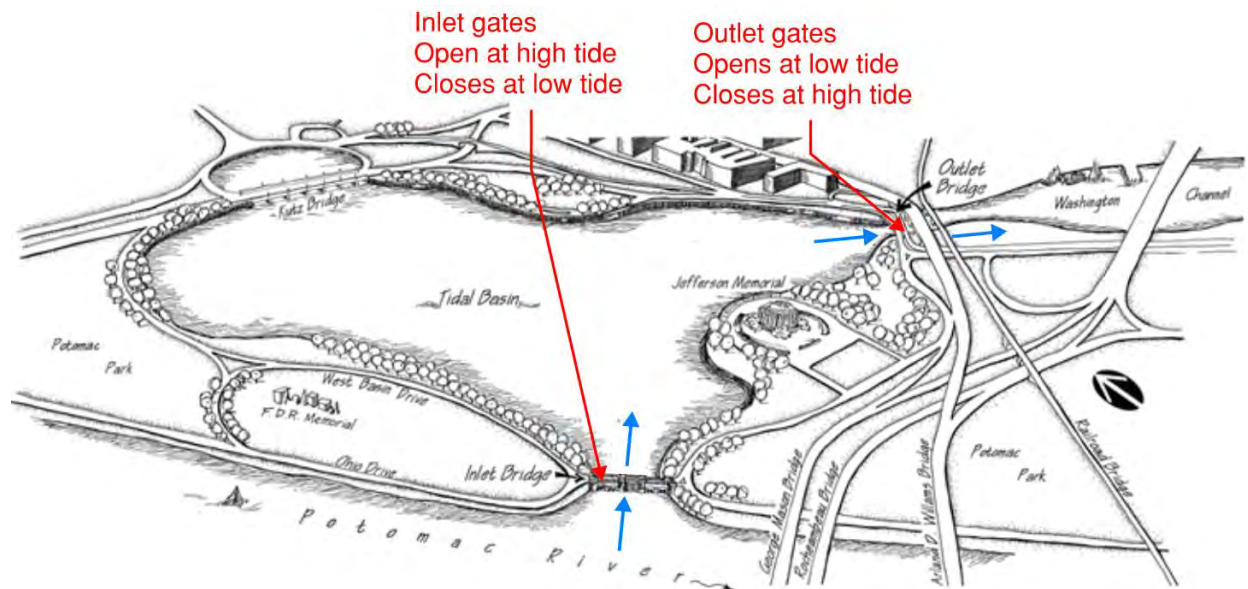 Inlet gates
Open at high tide
Closes at low tide
Outlet gates
Opens at low tide
Closes at high tide
Outlet
Bridge
Washington
Channel
Kutz Bridge
Jefferson Memorial
Tidal Basin
Potomac
Park
West Basin Drive
F.D.R. Memorial
Ohio Drive
Inlet Bridge
Potomac River
George Mason Bridge
Rochambeau Bridge
Arland D. Willems Bridge
Railroad Bridge
Potomac
Park